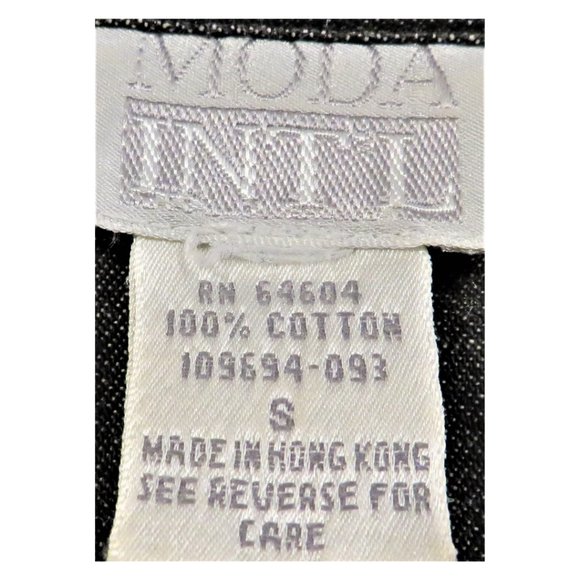 MODA
INT'L
RN 64604
100% COTTON
109694-093
S
MADE IN HONG KONG
SEE REVERSE FOR
CARE